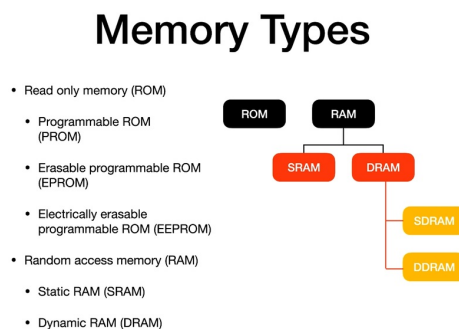 Memory Types
• Read only memory (ROM)
• Programmable ROM
(PROM)
• Erasable programmable ROM
(EPROM)
• Electrically erasable
programmable ROM (EEPROM)
• Random access memory (RAM)
• Static RAM (SRAM)
• Dynamic RAM (DRAM)
ROM
RAM
SRAM
DRAM
SDRAM
DDRAM